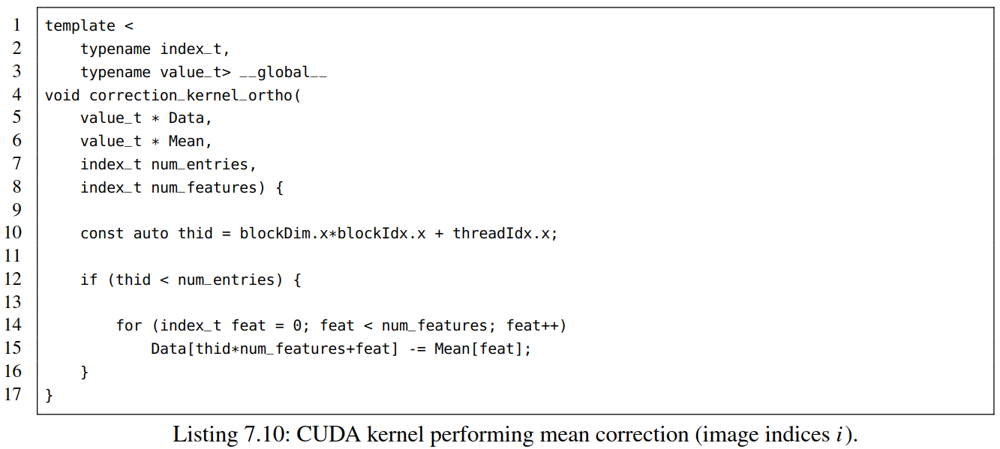 1 template <
2     typename index_t,
3     typename value_t> __global__
4 void correction_kernel_ortho(
5     value_t * Data,
6     value_t * Mean,
7     index_t num_entries,
8     index_t num_features) {
9
10     const auto thid = blockDim.x*blockIdx.x + threadIdx.x;
11
12     if (thid < num_entries) {
13
14         for (index_t feat = 0; feat < num_features; feat++)
15             Data[thid*num_features+feat] -= Mean[feat];
16     }
17 }
Listing 7.10: CUDA kernel performing mean correction (image indices i).